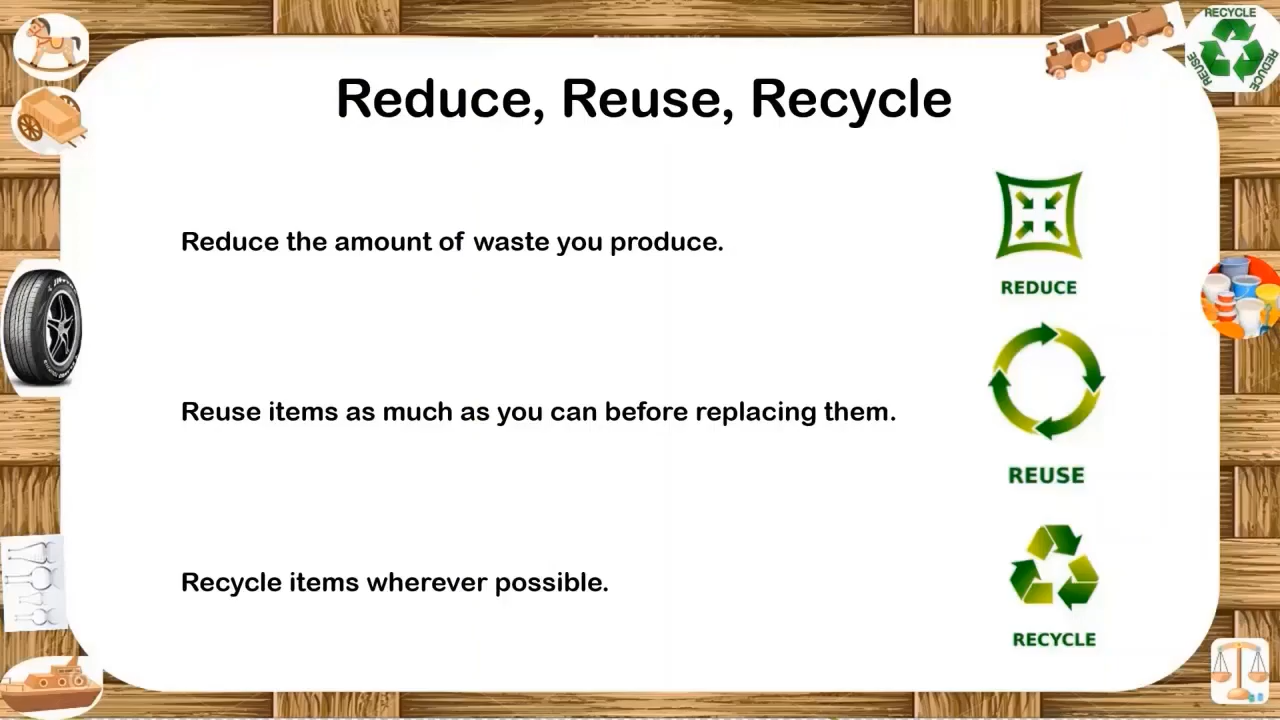 RECYCLE
REUSE
REDUCE
Reduce, Reuse, Recycle
Reduce the amount of waste you produce.
REDUCE
Reuse items as much as you can before replacing them.
REUSE
Recycle items wherever possible.
RECYCLE